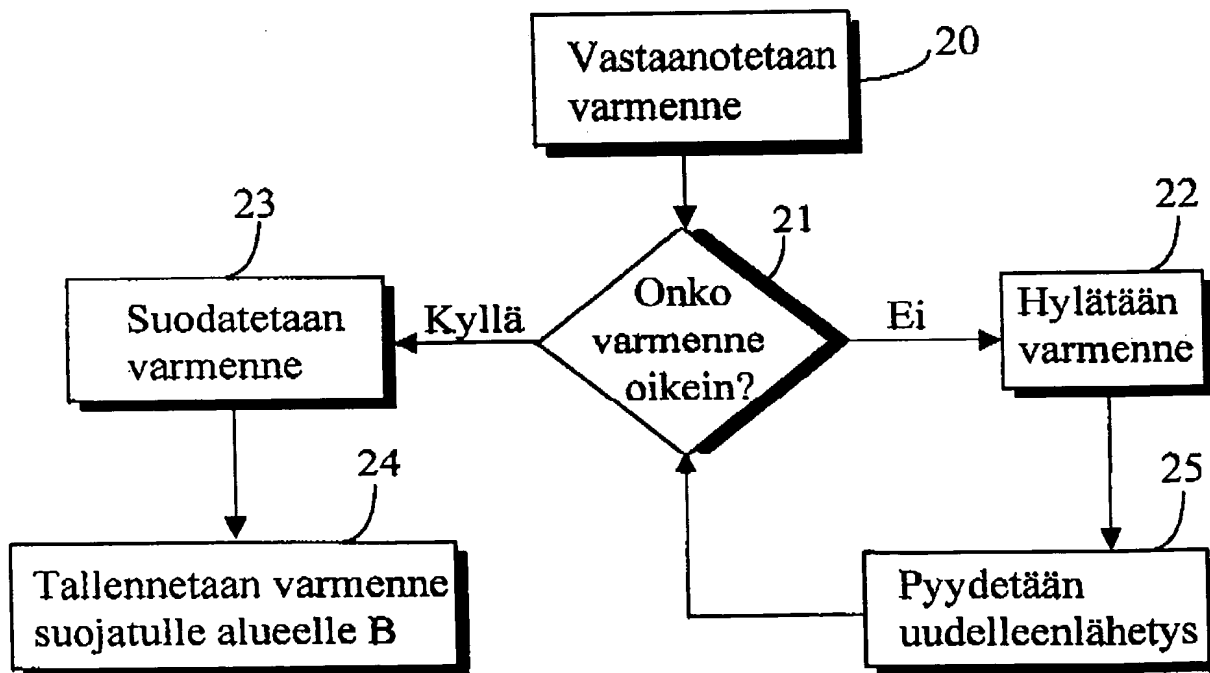 Vastaanotetaan
varmenne
20
21
Onko
varmenne
oikein?
Kyllä
Ei
23
Suodatetaan
varmenne
22
Hylätään
varmenne
24
Tallennetaan varmenne
suojatulle alueelle B
25
Pyydetään
uudelleenlähetys